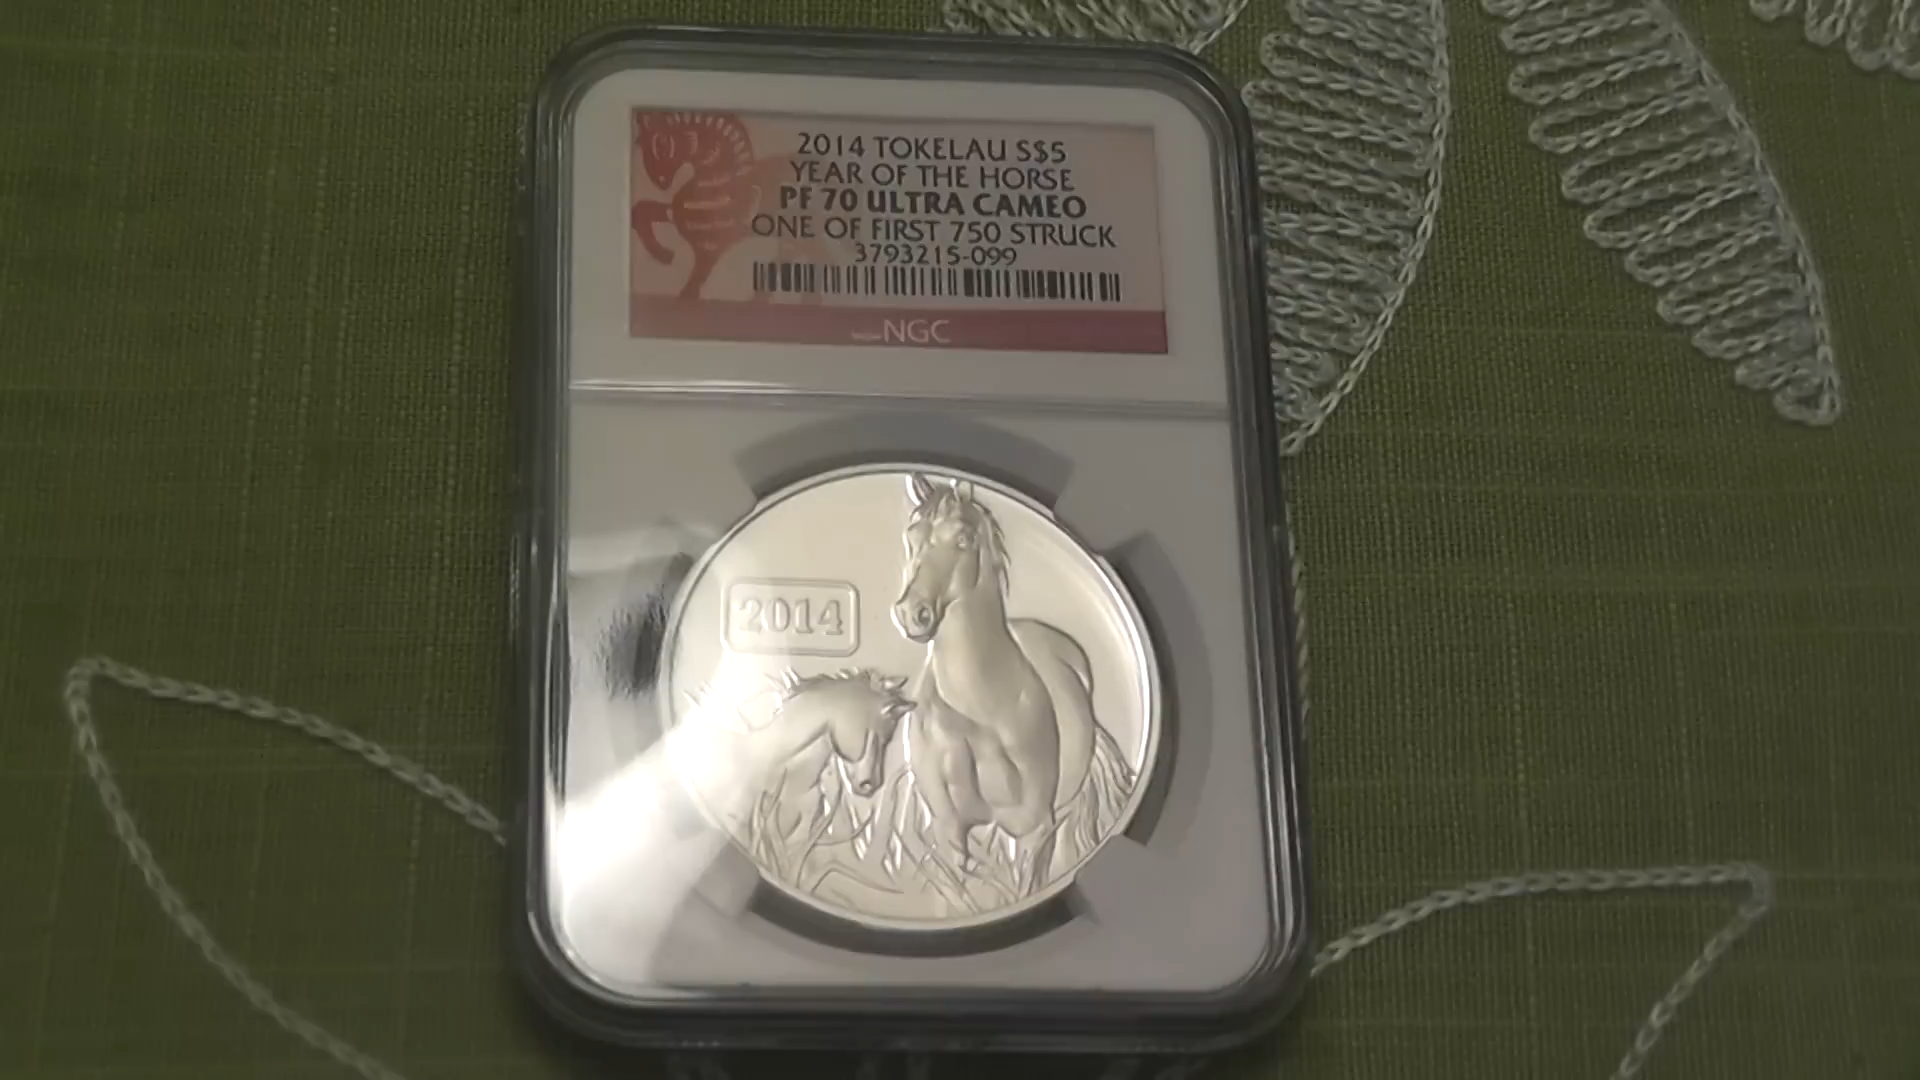 2014 TOKELAU S$5
YEAR OF THE HORSE
PF 70 ULTRA CAMEO
ONE OF FIRST 750 STRUCK
3793215-099
NGC
2014